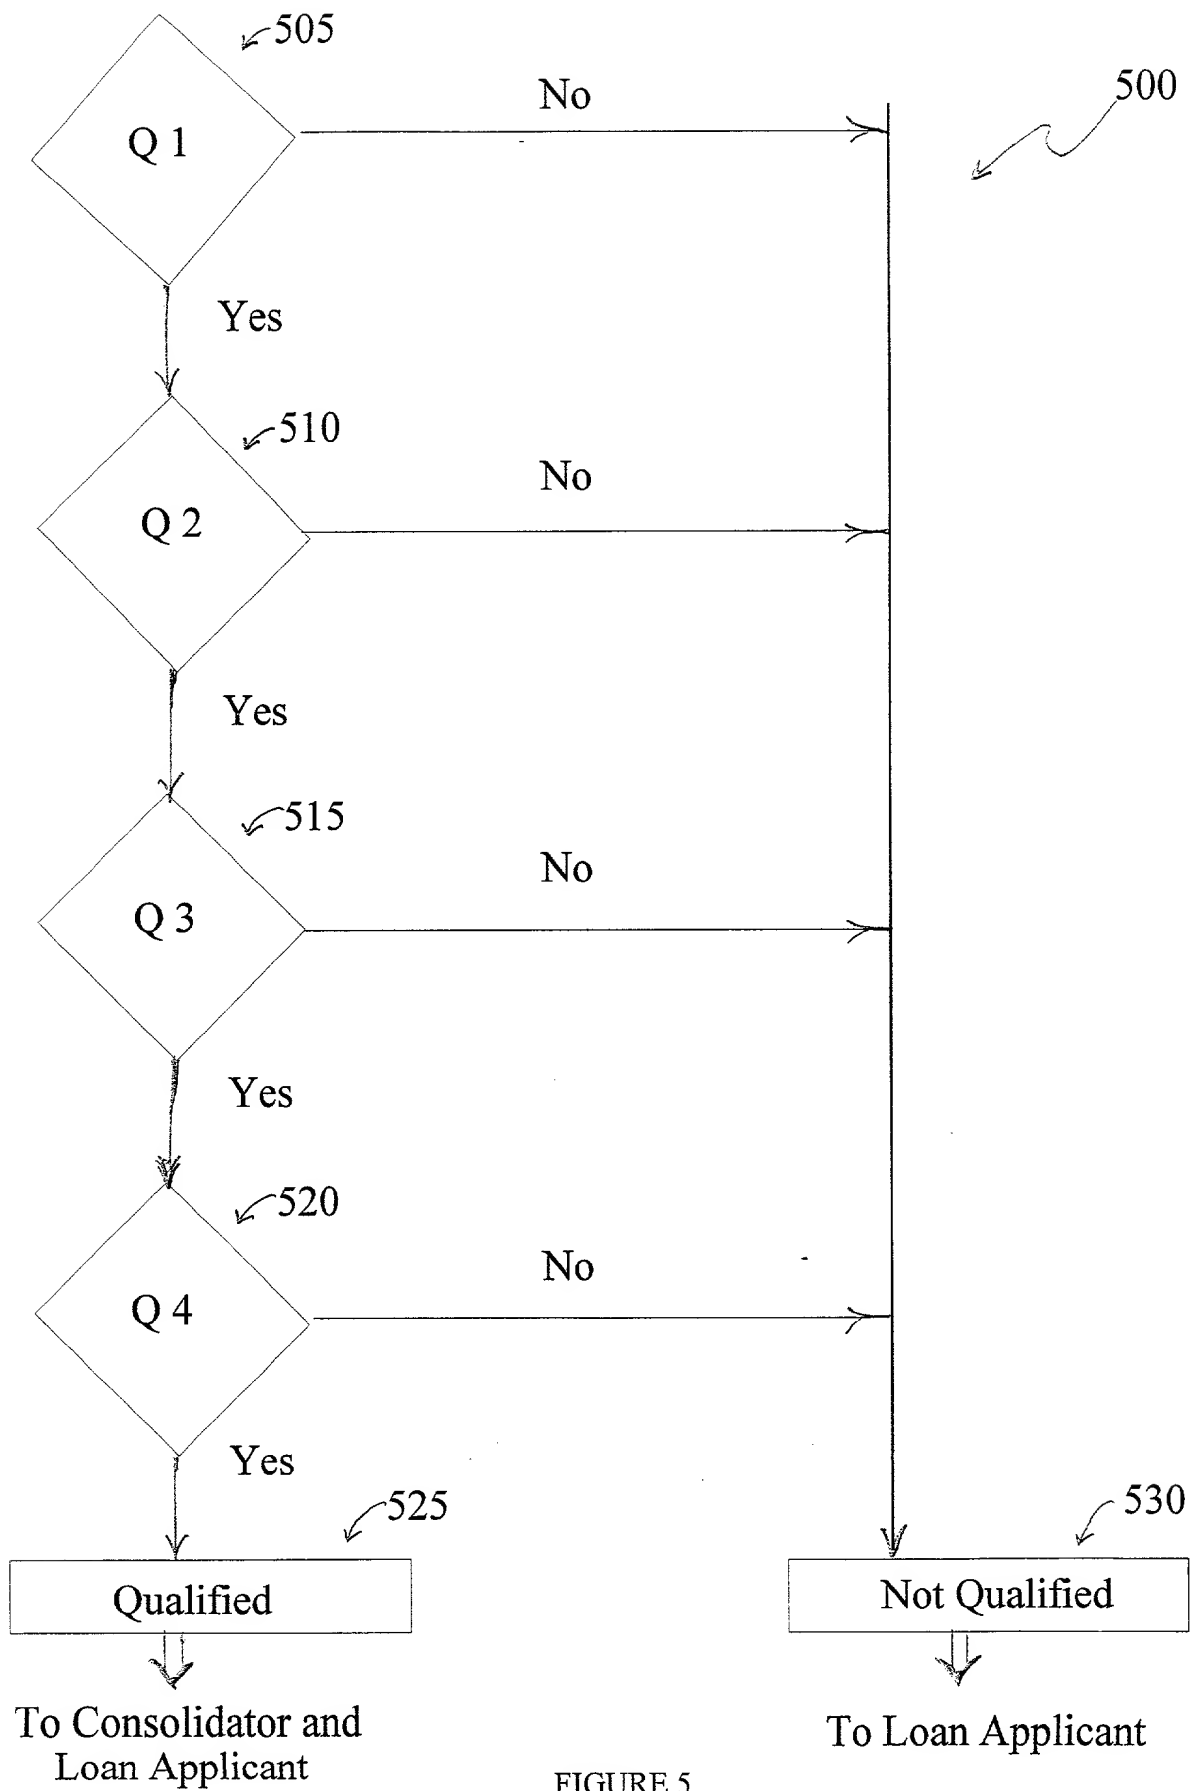 505
No
500
Q 1
Yes
510
No
Q 2
Yes
515
No
Q 3
Yes
520
No
Q 4
Yes
525
530
Qualified
Not Qualified
To Consolidator and
Loan Applicant
To Loan Applicant
FIGURE 5